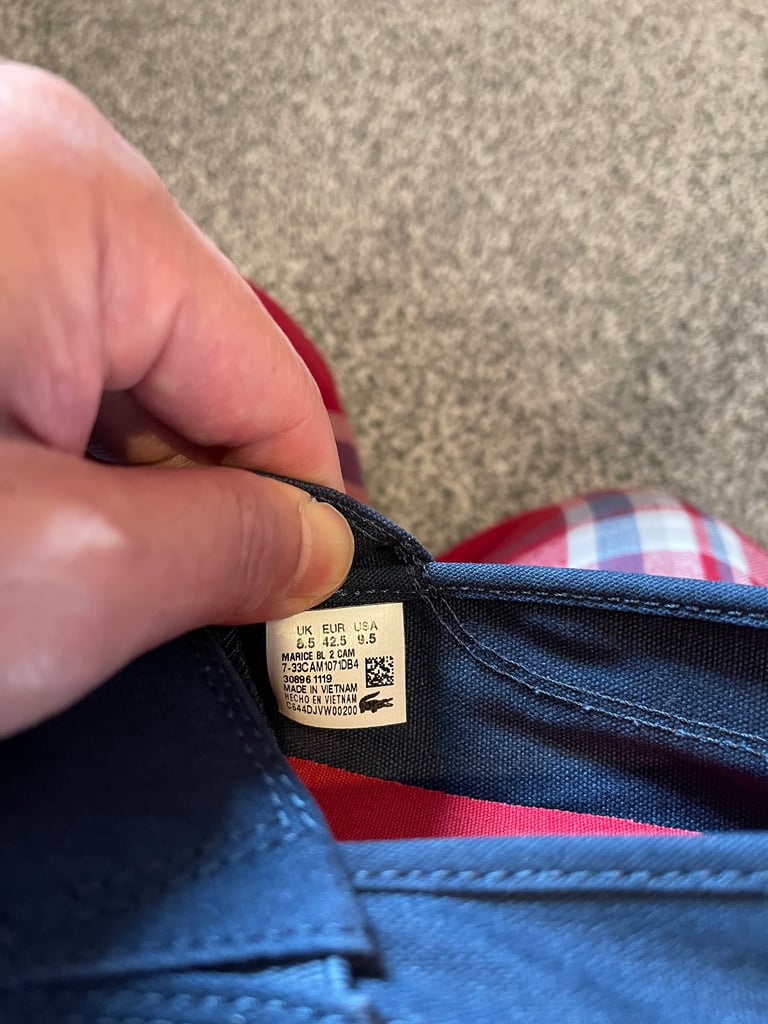 UK EUR USA
8.5 42.5 9.5
MARICE BL 2 CAM
7-33CAM1071DB4
30896 1119
MADE IN VIETNAM
HECHO EN VIETNAM
C644DJVW00200